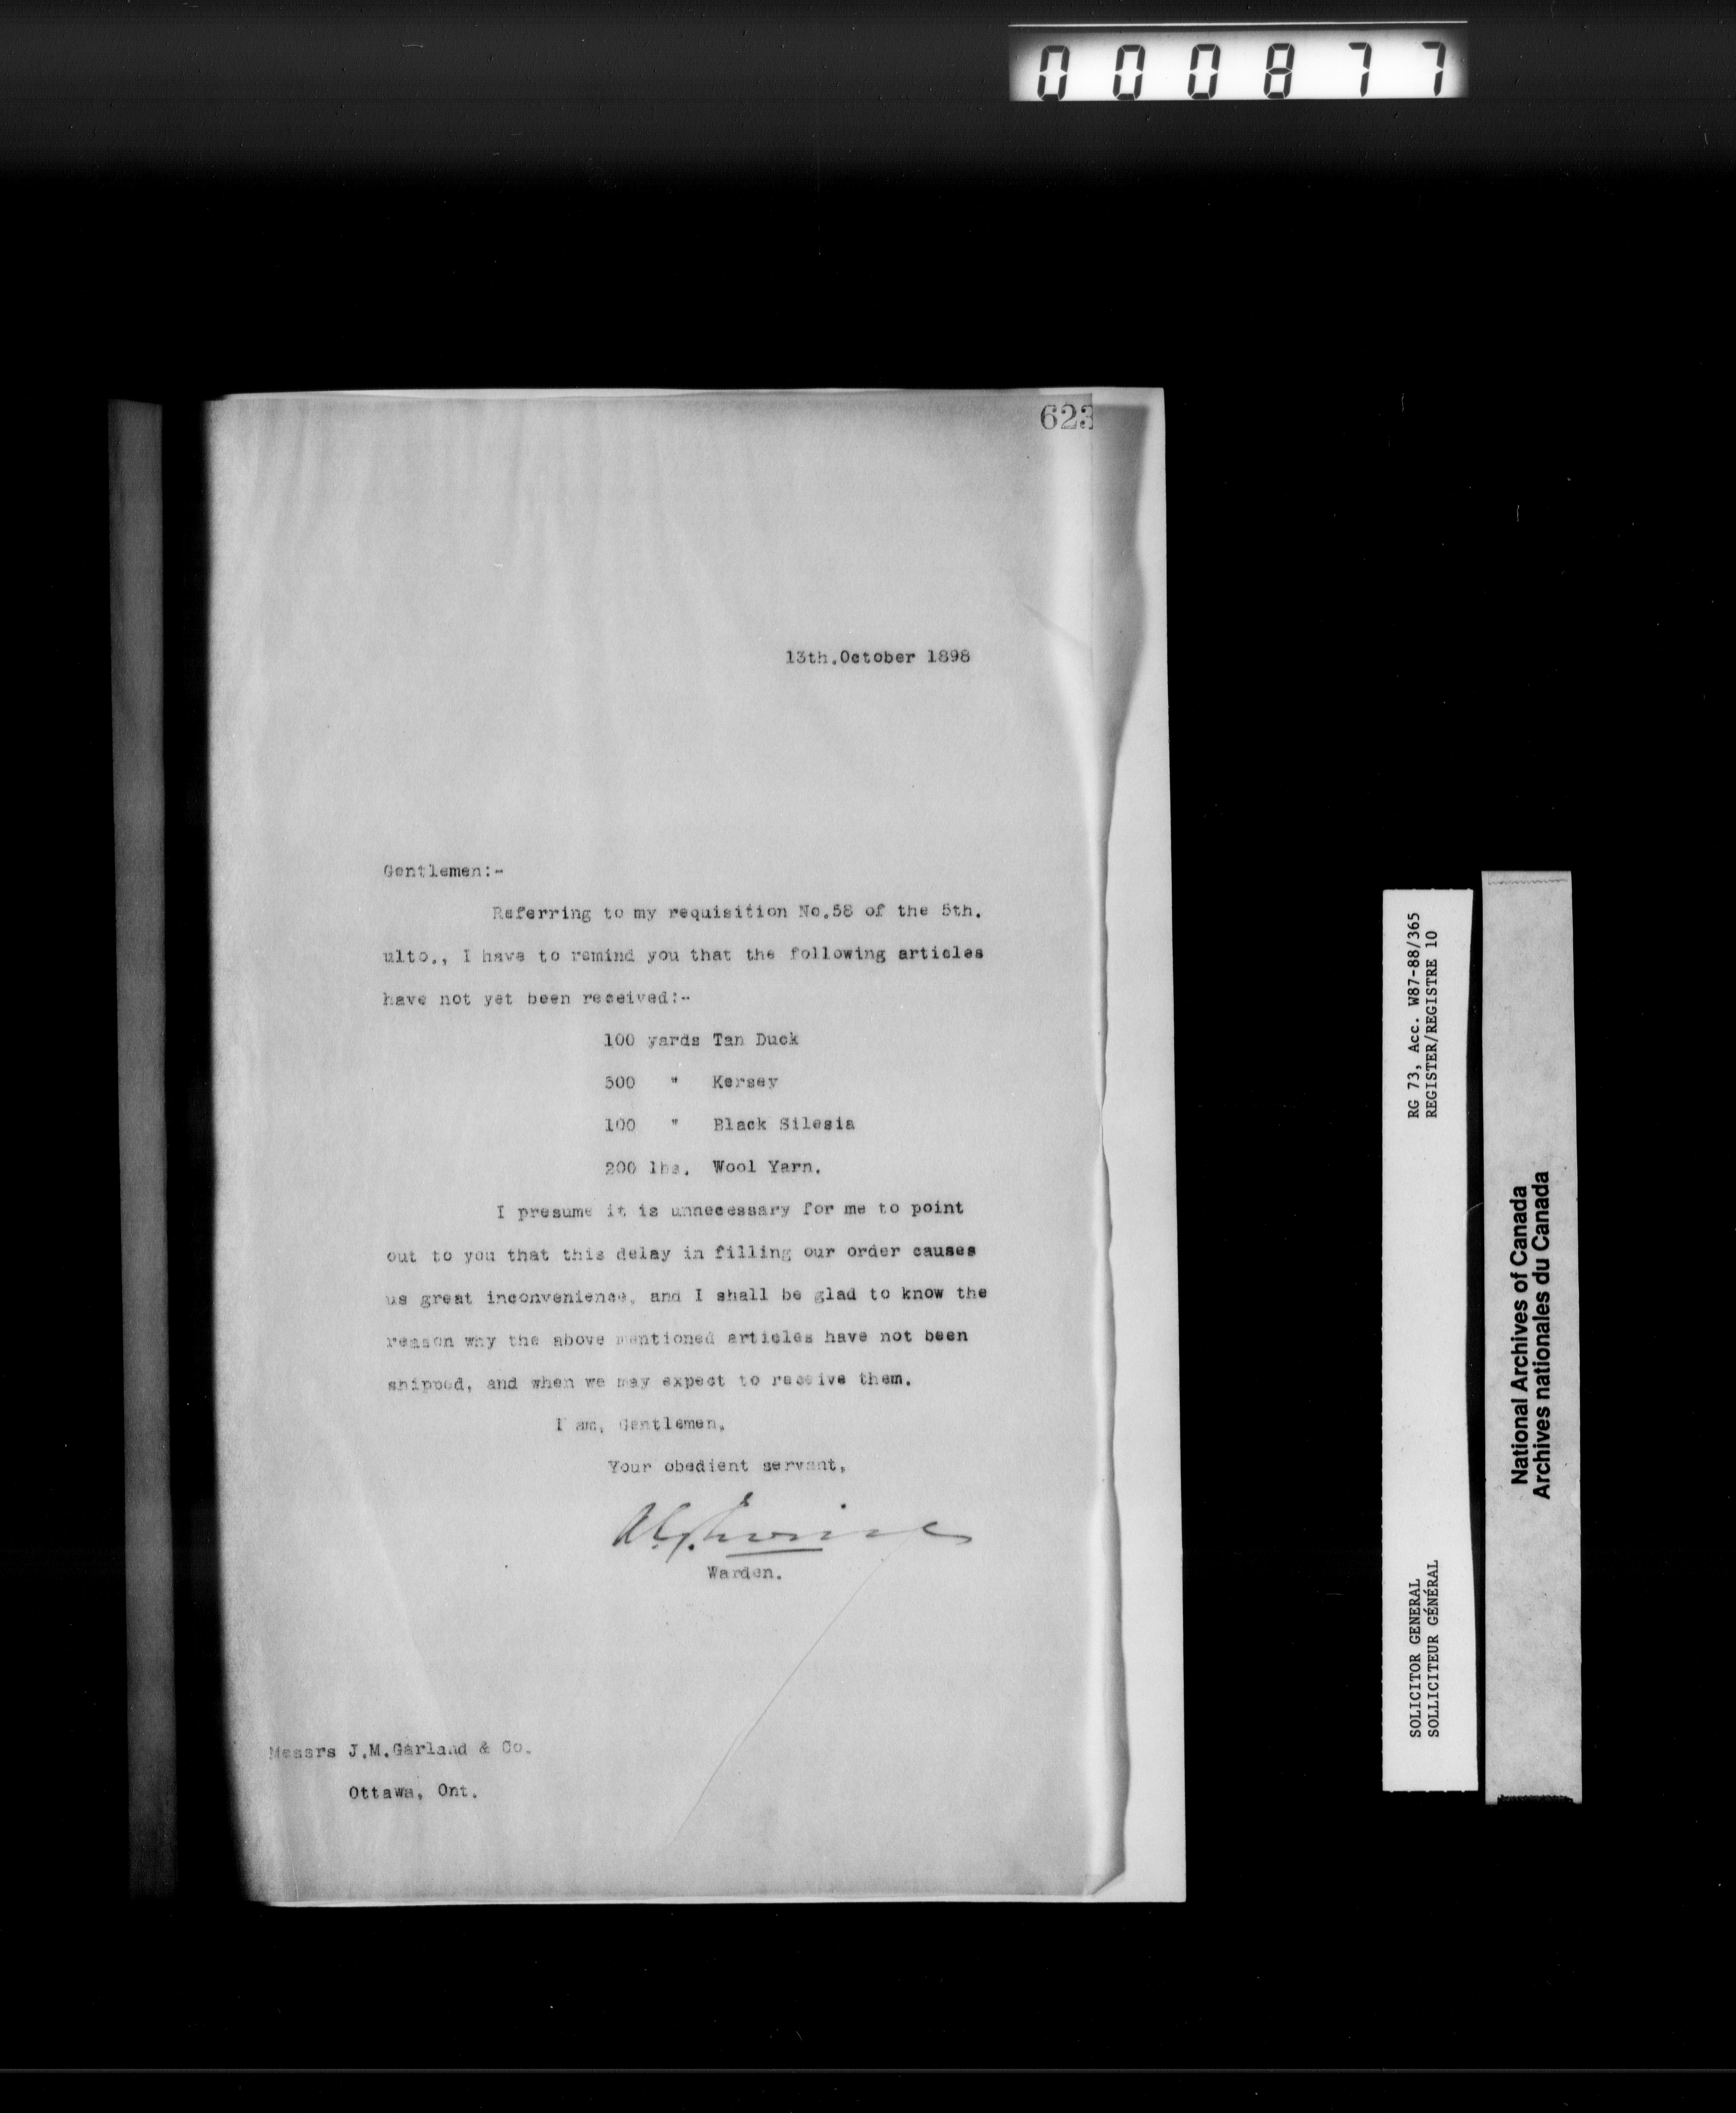 000877
623
13th.October 1898
Gentlemen:-
Referring to my requisition No.58 of the 5th.
ulto., I have to remind you that the following articles
have not yet been received:-
100 yards Tan Duck
500 " Kersey
100 " Black Silesia
200 lbs. Wool Yarn.
I presume it is unnecessary for me to point
out to you that this delay in filling our order causes
us great inconvenience, and I shall be glad to know the
reason why the above mentioned articles have not been
shipped, and when we may expect to receive them.
I am, Gentlemen,
Your obedient servant,
Warden.
Messrs J.M.Garland & Co.
Ottawa, Ont.
RG 73, Acc. W87-88/365
REGISTER/REGISTRE 10
SOLICITOR GENERAL
SOLLICITEUR GÉNÉRAL
National Archives of Canada
Archives nationales du Canada